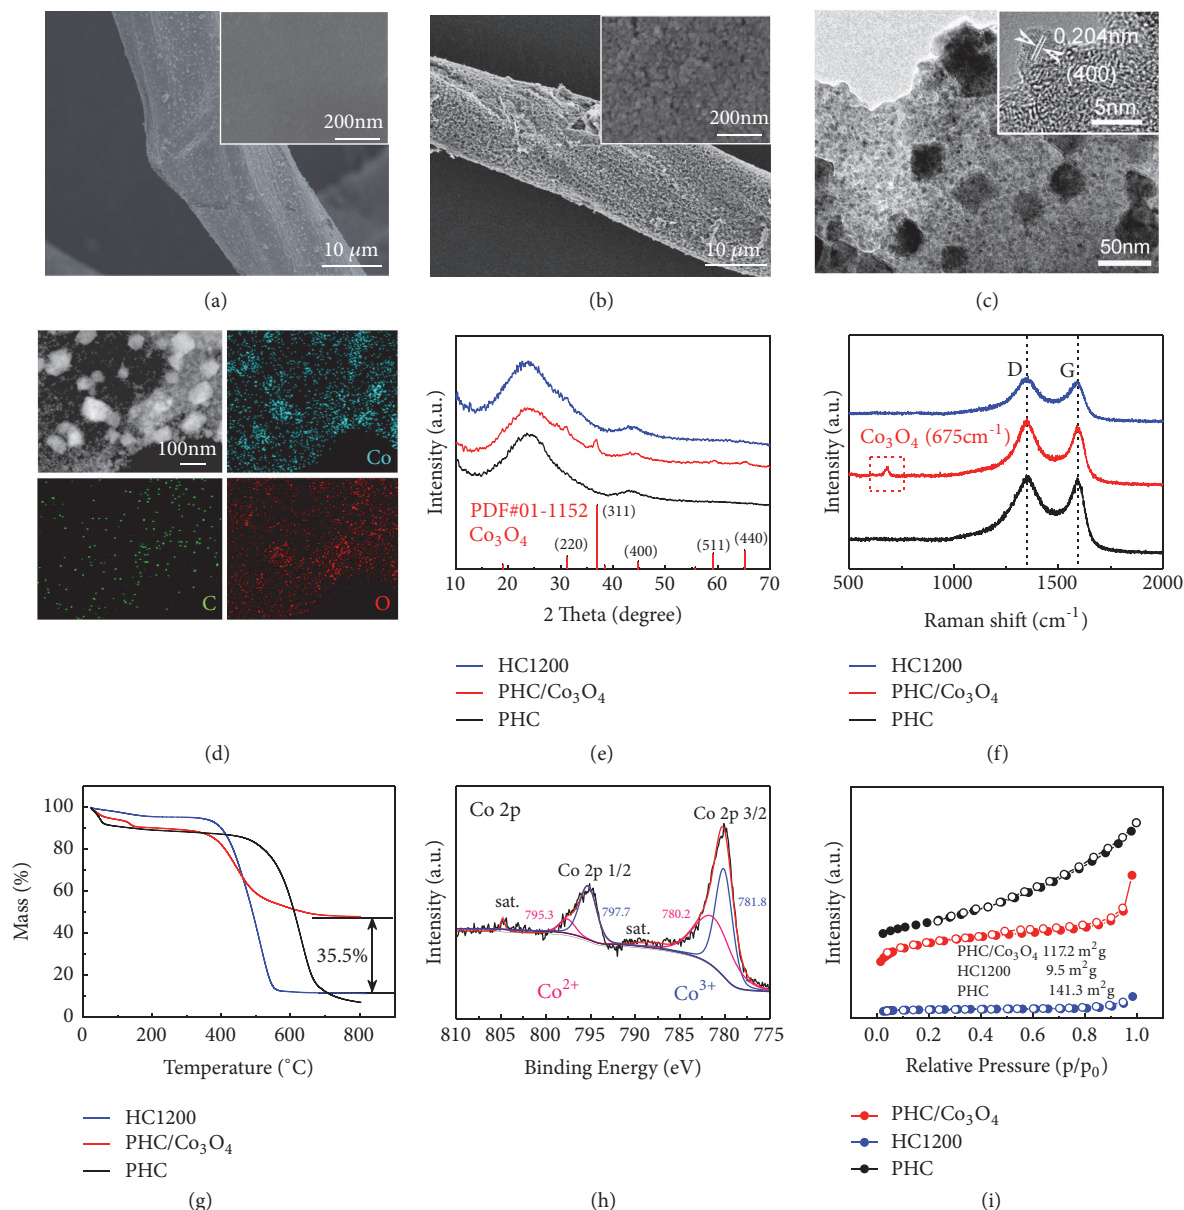 200nm
10 μm
(a)
200nm
10 μm
(b)
0.204nm
(400)
5nm
50nm
(c)
100nm
Co
C
O
(d)
Intensity (a.u.)
PDF#01-1152
Co3O4
(220)
(311)
(400)
(511)
(440)
10 20 30 40 50 60 70
2 Theta (degree)
HC1200
PHC/Co3O4
PHC
(e)
Intensity (a.u.)
D
G
Co3O4 (675cm-1)
500 1000 1500 2000
Raman shift (cm-1)
HC1200
PHC/Co3O4
PHC
(f)
Mass (%)
100
80
60
40
20
0
35.5%
0 200 400 600 800
Temperature (°C)
HC1200
PHC/Co3O4
PHC
(g)
Intensity (a.u.)
Co 2p
Co 2p 3/2
Co 2p 1/2
sat.
795.3
797.7
sat.
780.2
781.8
Co2+
Co3+
810 805 800 795 790 785 780 775
Binding Energy (eV)
(h)
Intensity (a.u.)
PHC/Co3O4 117.2 m2g
HC1200 9.5 m2g
PHC 141.3 m2g
0.0 0.2 0.4 0.6 0.8 1.0
Relative Pressure (p/p0)
PHC/Co3O4
HC1200
PHC
(i)